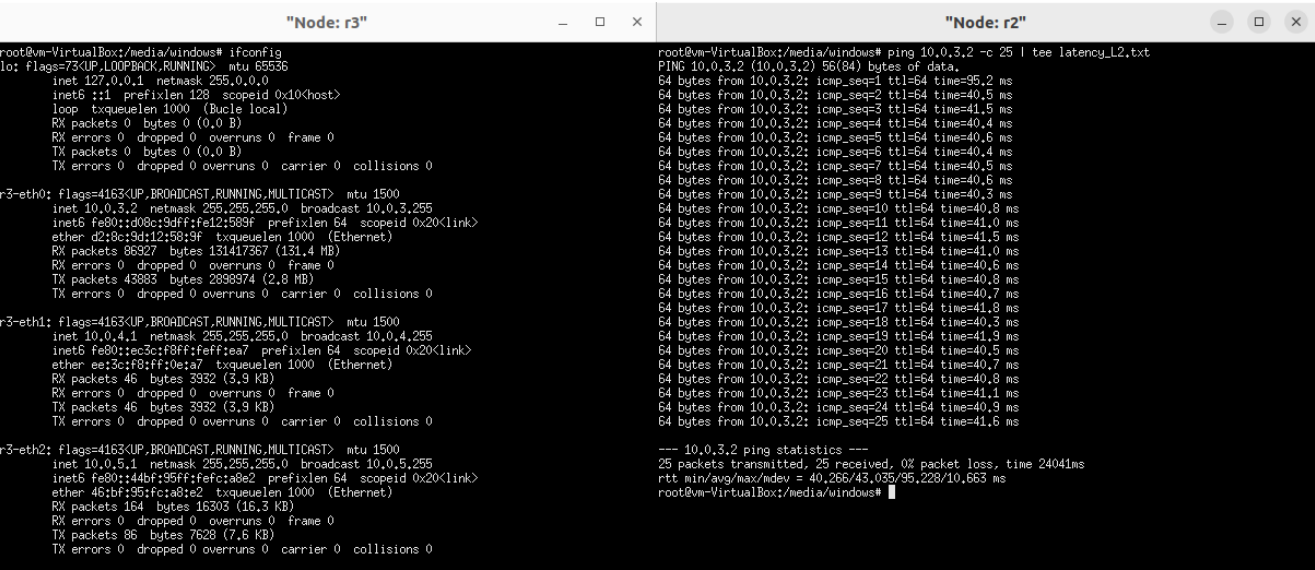 "Node: r3"
root@vm-VirtualBox:/media/windows# ifconfig
lo: flags=73<UP,LOOPBACK,RUNNING>  mtu 65536
inet 127.0.0.1  netmask 255.0.0.0
inet6 ::1  prefixlen 128  scopeid 0x10<host>
loop  txqueuelen 1000  (Bucle local)
RX packets 0  bytes 0 (0.0 B)
RX errors 0  dropped 0  overruns 0  frame 0
TX packets 0  bytes 0 (0.0 B)
TX errors 0  dropped 0 overruns 0  carrier 0  collisions 0
r3-eth0: flags=4163<UP,BROADCAST,RUNNING,MULTICAST>  mtu 1500
inet 10.0.3.2  netmask 255.255.255.0  broadcast 10.0.3.255
inet6 fe80::d08c:9dff:fe12:589f  prefixlen 64  scopeid 0x20<link>
ether d2:8c:9d:12:58:9f  txqueuelen 1000  (Ethernet)
RX packets 86927  bytes 131417367 (131.4 MB)
RX errors 0  dropped 0  overruns 0  frame 0
TX packets 43883  bytes 2898974 (2.8 MB)
TX errors 0  dropped 0 overruns 0  carrier 0  collisions 0
r3-eth1: flags=4163<UP,BROADCAST,RUNNING,MULTICAST>  mtu 1500
inet 10.0.4.1  netmask 255.255.255.0  broadcast 10.0.4.255
inet6 fe80::ec3c:f8ff:feff:ea7  prefixlen 64  scopeid 0x20<link>
ether ee:3c:f8:ff:0e:a7  txqueuelen 1000  (Ethernet)
RX packets 46  bytes 3932 (3.9 KB)
RX errors 0  dropped 0  overruns 0  frame 0
TX packets 46  bytes 3932 (3.9 KB)
TX errors 0  dropped 0 overruns 0  carrier 0  collisions 0
r3-eth2: flags=4163<UP,BROADCAST,RUNNING,MULTICAST>  mtu 1500
inet 10.0.5.1  netmask 255.255.255.0  broadcast 10.0.5.255
inet6 fe80::44bf:95ff:fefc:a8e2  prefixlen 64  scopeid 0x20<link>
ether 46:bf:95:fc:a8:e2  txqueuelen 1000  (Ethernet)
RX packets 164  bytes 16303 (16.3 KB)
RX errors 0  dropped 0  overruns 0  frame 0
TX packets 86  bytes 7628 (7.6 KB)
TX errors 0  dropped 0 overruns 0  carrier 0  collisions 0
"Node: r2"
root@vm-VirtualBox:/media/windows# ping 10.0.3.2 -c 25 | tee latency_L2.txt
PING 10.0.3.2 (10.0.3.2) 56(84) bytes of data.
64 bytes from 10.0.3.2: icmp_seq=1 ttl=64 time=95.2 ms
64 bytes from 10.0.3.2: icmp_seq=2 ttl=64 time=40.5 ms
64 bytes from 10.0.3.2: icmp_seq=3 ttl=64 time=41.5 ms
64 bytes from 10.0.3.2: icmp_seq=4 ttl=64 time=40.4 ms
64 bytes from 10.0.3.2: icmp_seq=5 ttl=64 time=40.6 ms
64 bytes from 10.0.3.2: icmp_seq=6 ttl=64 time=40.4 ms
64 bytes from 10.0.3.2: icmp_seq=7 ttl=64 time=40.5 ms
64 bytes from 10.0.3.2: icmp_seq=8 ttl=64 time=40.6 ms
64 bytes from 10.0.3.2: icmp_seq=9 ttl=64 time=40.3 ms
64 bytes from 10.0.3.2: icmp_seq=10 ttl=64 time=40.8 ms
64 bytes from 10.0.3.2: icmp_seq=11 ttl=64 time=41.0 ms
64 bytes from 10.0.3.2: icmp_seq=12 ttl=64 time=41.5 ms
64 bytes from 10.0.3.2: icmp_seq=13 ttl=64 time=41.0 ms
64 bytes from 10.0.3.2: icmp_seq=14 ttl=64 time=40.6 ms
64 bytes from 10.0.3.2: icmp_seq=15 ttl=64 time=40.8 ms
64 bytes from 10.0.3.2: icmp_seq=16 ttl=64 time=40.7 ms
64 bytes from 10.0.3.2: icmp_seq=17 ttl=64 time=41.8 ms
64 bytes from 10.0.3.2: icmp_seq=18 ttl=64 time=40.3 ms
64 bytes from 10.0.3.2: icmp_seq=19 ttl=64 time=41.9 ms
64 bytes from 10.0.3.2: icmp_seq=20 ttl=64 time=40.5 ms
64 bytes from 10.0.3.2: icmp_seq=21 ttl=64 time=40.7 ms
64 bytes from 10.0.3.2: icmp_seq=22 ttl=64 time=40.8 ms
64 bytes from 10.0.3.2: icmp_seq=23 ttl=64 time=41.1 ms
64 bytes from 10.0.3.2: icmp_seq=24 ttl=64 time=40.9 ms
64 bytes from 10.0.3.2: icmp_seq=25 ttl=64 time=41.6 ms
--- 10.0.3.2 ping statistics ---
25 packets transmitted, 25 received, 0% packet loss, time 24041ms
rtt min/avg/max/mdev = 40.266/43.035/95.228/10.663 ms
root@vm-VirtualBox:/media/windows#